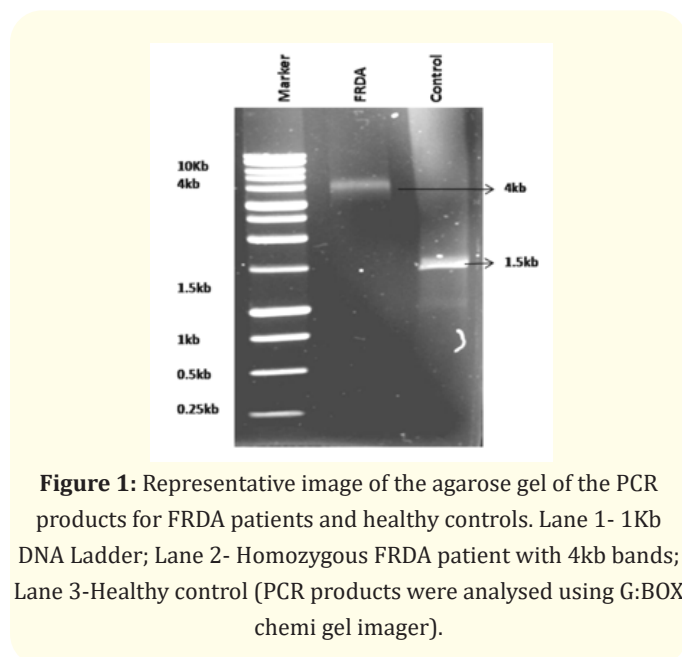 Marker
FRDA
Control
10Kb
4kb
4kb
1.5kb
1.5kb
1kb
0.5kb
0.25kb
Figure 1: Representative image of the agarose gel of the PCR
products for FRDA patients and healthy controls. Lane 1- 1Kb
DNA Ladder; Lane 2- Homozygous FRDA patient with 4kb bands;
Lane 3-Healthy control (PCR products were analysed using G:BOX
chemi gel imager).